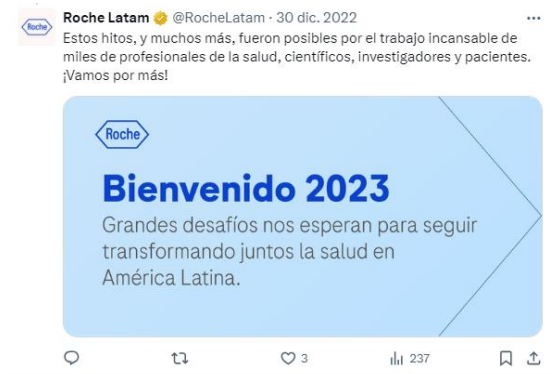 Roche Latam @RocheLatam · 30 dic. 2022
Estos hitos, y muchos más, fueron posibles por el trabajo incansable de
miles de profesionales de la salud, científicos, investigadores y pacientes.
¡Vamos por más!
Roche
Bienvenido 2023
Grandes desafíos nos esperan para seguir
transformando juntos la salud en
América Latina.
3 237
Roche